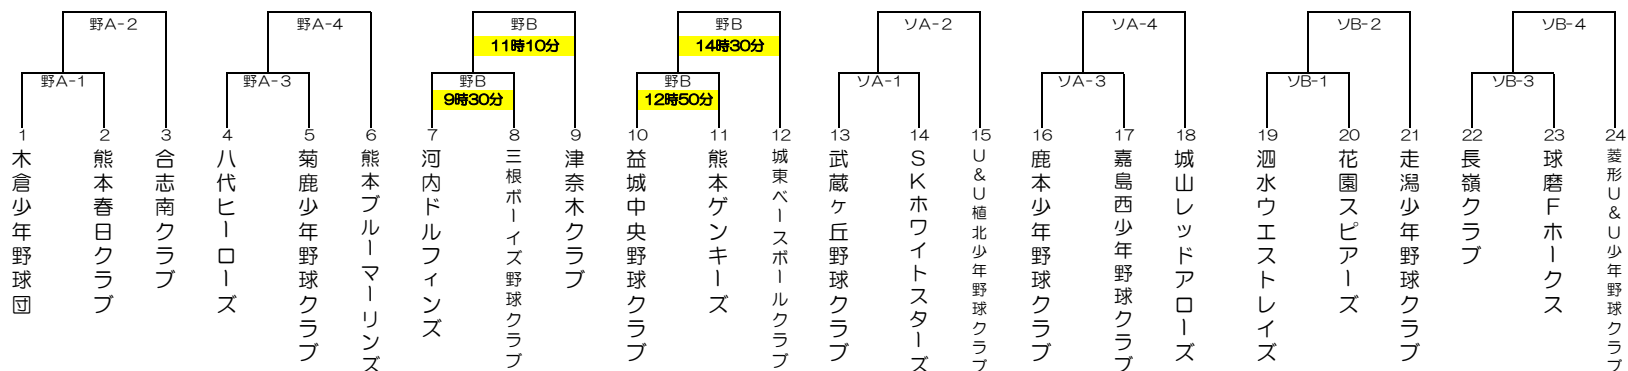 野A-2
野A-4
野B
11時10分
野B
14時30分
ソA-2
ソA-4
ソB-2
ソB-4
野A-1
野A-3
野B
9時30分
野B
12時50分
ソA-1
ソA-3
ソB-1
ソB-3
1
木倉少年野球団
2
熊本春日クラブ
3
合志南クラブ
4
八代ヒーローズ
5
菊鹿少年野球クラブ
6
熊本ブルーマーリンズ
7
河内ドルフィンズ
8
三根ボーイズ野球クラブ
9
津奈木クラブ
10
益城中央野球クラブ
11
熊本ゲンキーズ
12
城東ベースボールクラブ
13
武蔵ヶ丘野球クラブ
14
SKホワイトスターズ
15
U&U植北少年野球クラブ
16
鹿本少年野球クラブ
17
嘉島西少年野球クラブ
18
城山レッドアローズ
19
泗水ウエストレイズ
20
花園スピアーズ
21
走潟少年野球クラブ
22
長嶺クラブ
23
球磨Fホークス
24
菱形U&U少年野球クラブ